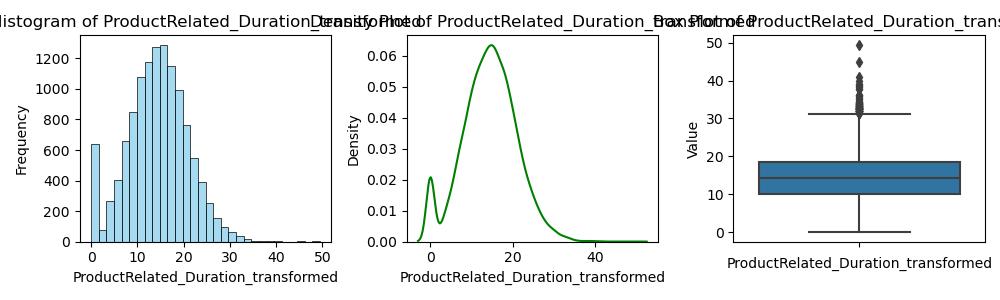 Histogram of ProductRelated_Duration_transformed
Density Plot of ProductRelated_Duration_transformed
Box Plot of ProductRelated_Duration_trans
Frequency
1200
1000
800
600
400
200
0
0 10 20 30 40 50
ProductRelated_Duration_transformed
Density
0.06
0.05
0.04
0.03
0.02
0.01
0.00
0 20 40
ProductRelated_Duration_transformed
Value
50
40
30
20
10
0
ProductRelated_Duration_transformed